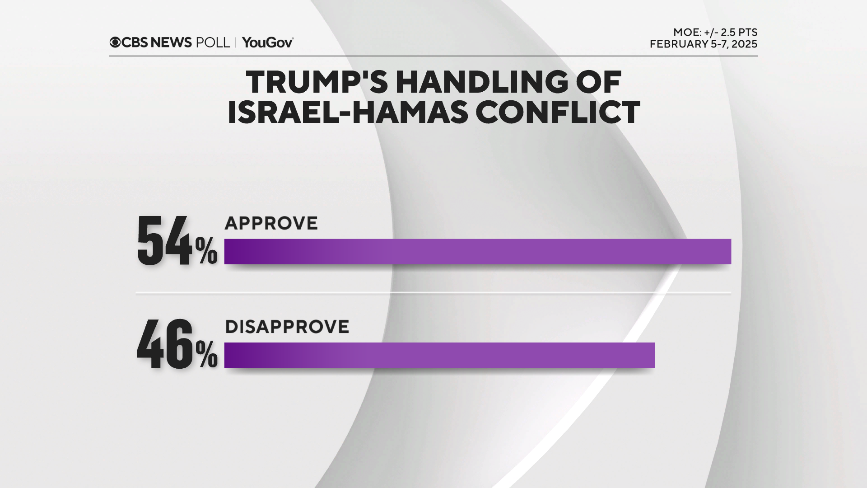 CBS NEWS POLL | YouGov
MOE: +/- 2.5 PTS
FEBRUARY 5-7, 2025
TRUMP'S HANDLING OF
ISRAEL-HAMAS CONFLICT
54% APPROVE
46% DISAPPROVE